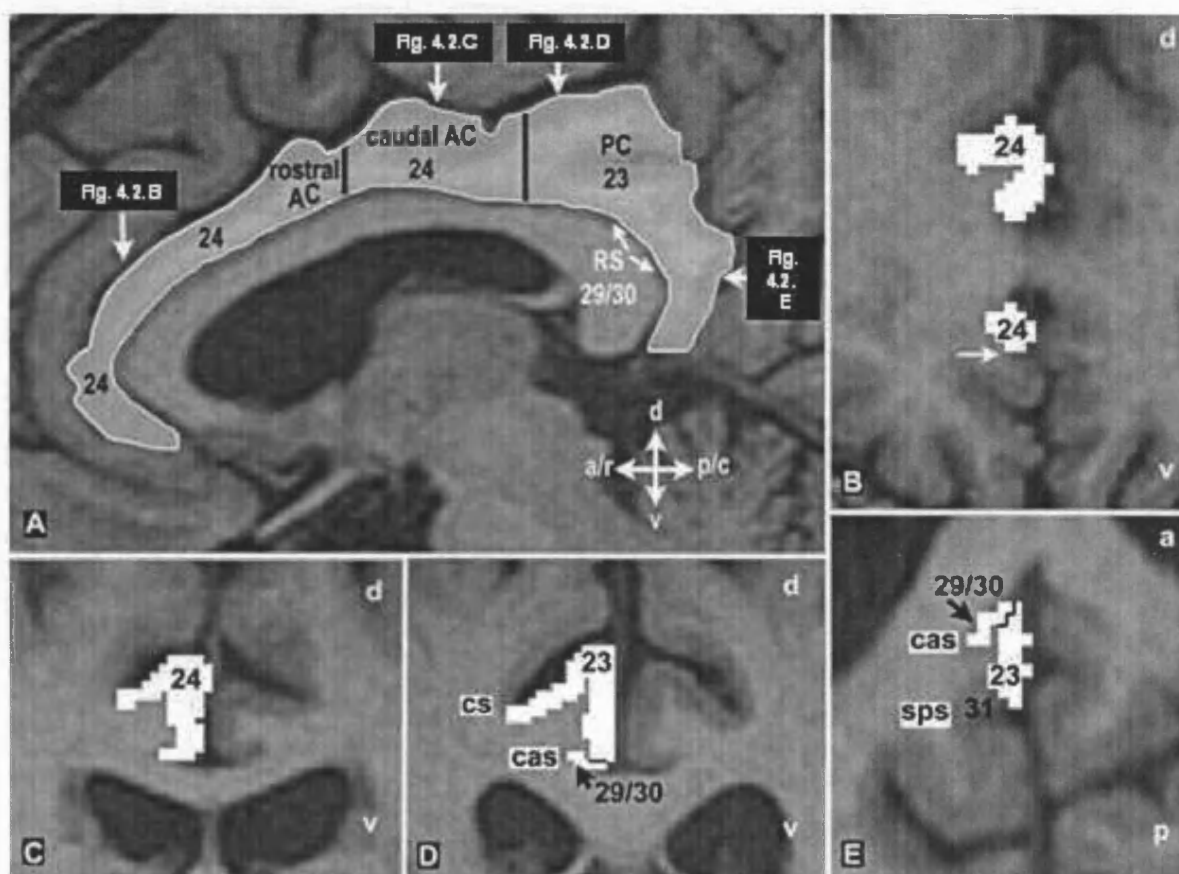 Fig. 4.2.C
Fig. 4.2.D
Fig. 4.2.B
rostral
AC
24
24
caudal AC
24
PC
23
RS
29/30
Fig.
4.2.
E
d
a/r
p/c
v
A
d
24
24
B
v
d
24
C
v
d
23
cs
cas
29/30
D
v
a
29/30
cas
23
sps
31
E
p